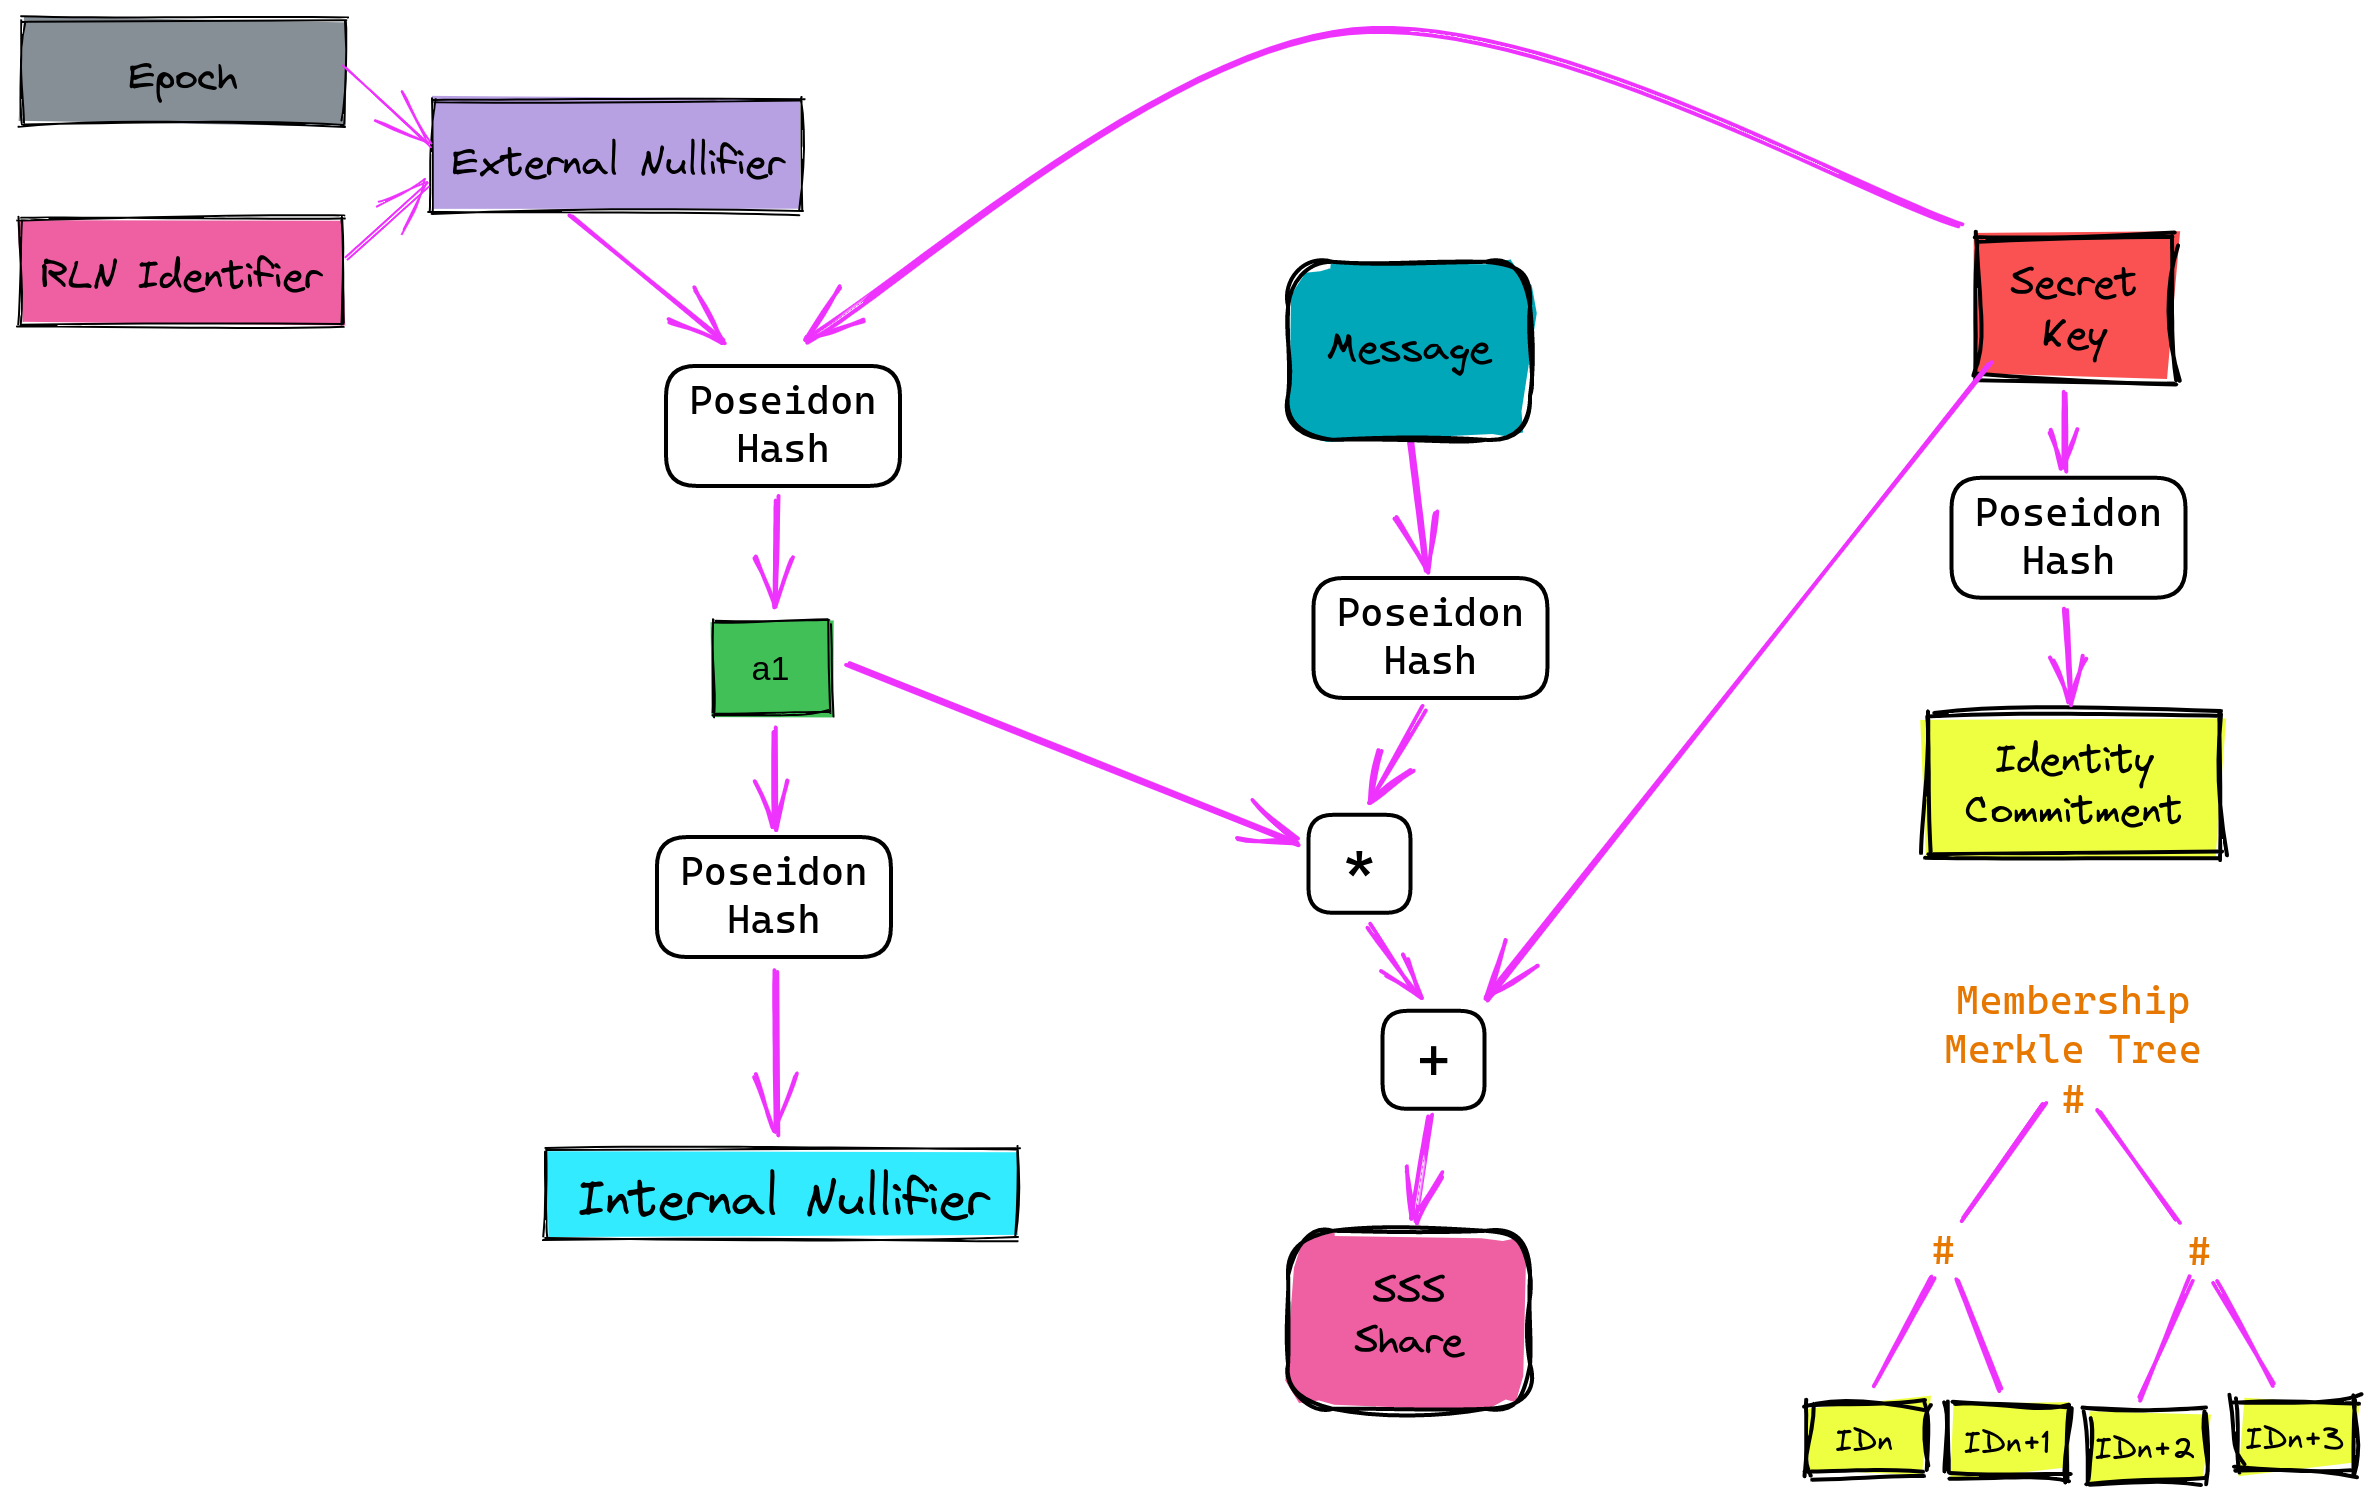 Epoch
External Nullifier
RLN Identifier
Secret
Key
Message
Poseidon
Hash
Poseidon
Hash
Poseidon
Hash
a1
Identity
Commitment
Poseidon
Hash
*
+
Membership
Merkle Tree
#
Internal Nullifier
# #
SSS
Share
IDn IDn+1 IDn+2 IDn+3